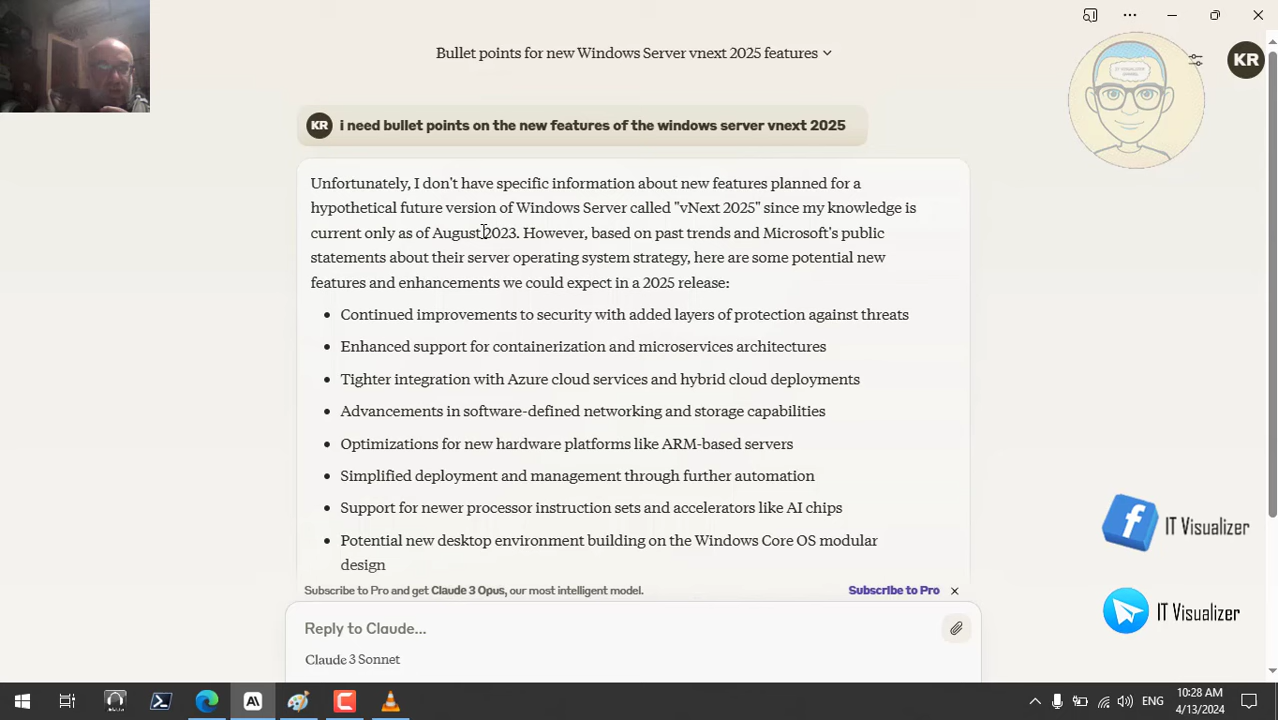 Bullet points for new Windows Server vnext 2025 features
IT VISUALIZER
CHANNEL
KR
KR i need bullet points on the new features of the windows server vnext 2025
Unfortunately, I don't have specific information about new features planned for a
hypothetical future version of Windows Server called "vNext 2025" since my knowledge is
current only as of August 2023. However, based on past trends and Microsoft's public
statements about their server operating system strategy, here are some potential new
features and enhancements we could expect in a 2025 release:
• Continued improvements to security with added layers of protection against threats
• Enhanced support for containerization and microservices architectures
• Tighter integration with Azure cloud services and hybrid cloud deployments
• Advancements in software-defined networking and storage capabilities
• Optimizations for new hardware platforms like ARM-based servers
• Simplified deployment and management through further automation
• Support for newer processor instruction sets and accelerators like AI chips
• Potential new desktop environment building on the Windows Core OS modular
design
IT Visualizer
IT Visualizer
Subscribe to Pro and get Claude 3 Opus, our most intelligent model.
Subscribe to Pro
Reply to Claude...
Claude 3 Sonnet
ENG
10:28 AM
4/13/2024